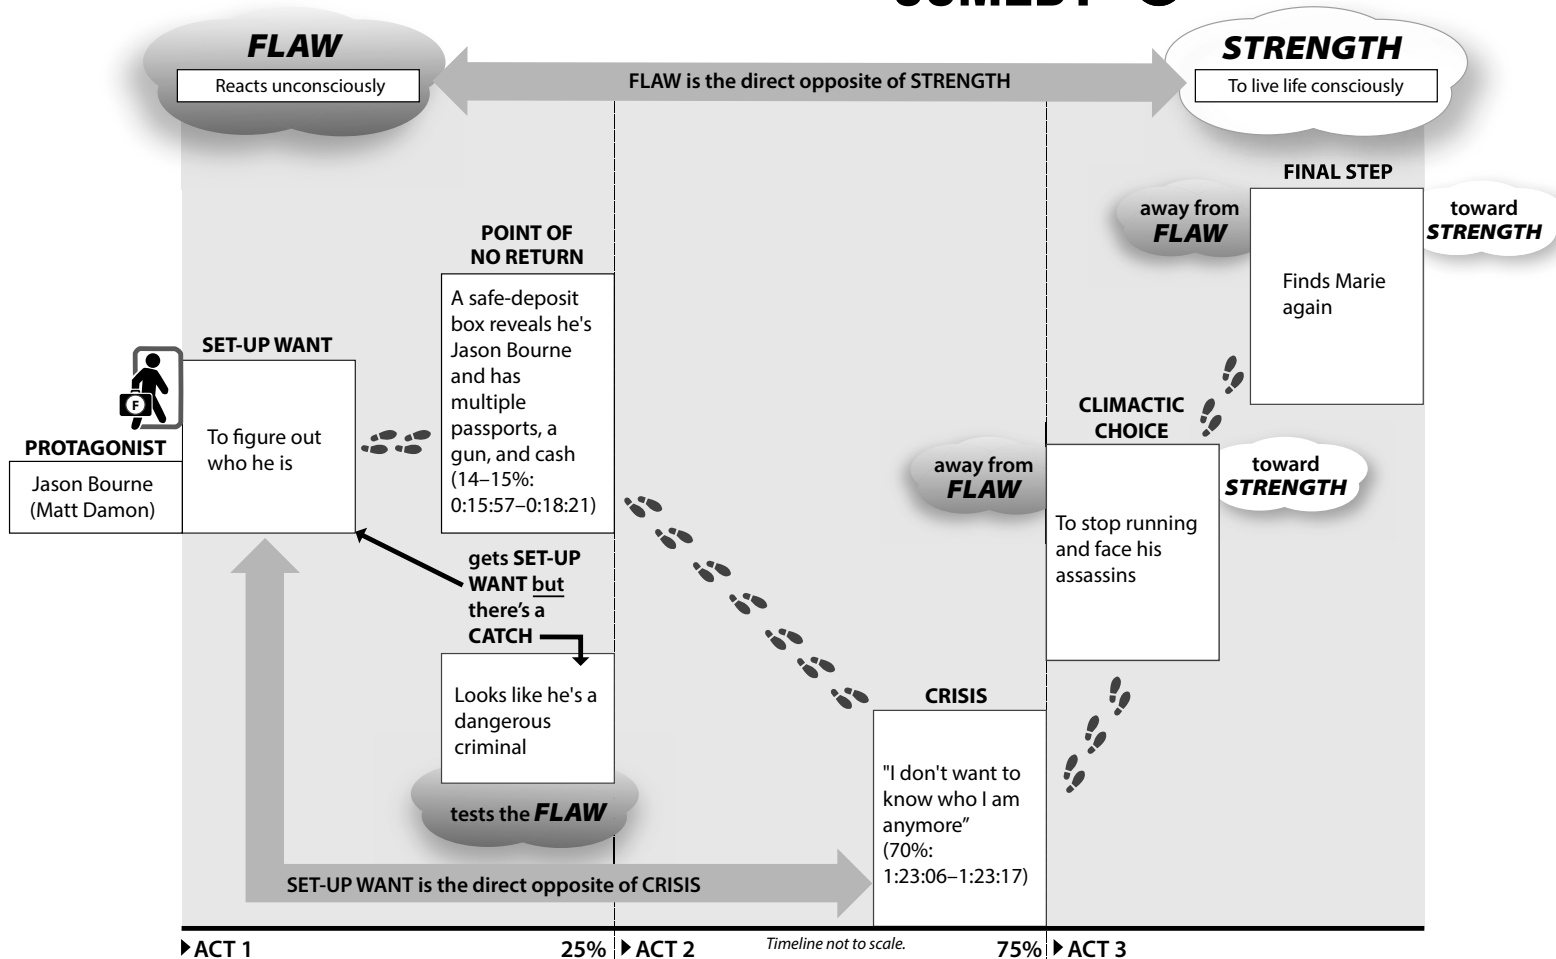 COMEDY
FLAW
Reacts unconsciously
FLAW is the direct opposite of STRENGTH
STRENGTH
To live life consciously
FINAL STEP
away from
FLAW
toward
STRENGTH
Finds Marie
again
POINT OF
NO RETURN
A safe-deposit
box reveals he's
Jason Bourne
and has
multiple
passports, a
gun, and cash
(14–15%:
0:15:57–0:18:21)
SET-UP WANT
To figure out
who he is
F
PROTAGONIST
Jason Bourne
(Matt Damon)
CLIMACTIC
CHOICE
away from
FLAW
toward
STRENGTH
To stop running
and face his
assassins
gets SET-UP
WANT but
there's a
CATCH
Looks like he's a
dangerous
criminal
tests the FLAW
CRISIS
"I don't want to
know who I am
anymore”
(70%:
1:23:06–1:23:17)
SET-UP WANT is the direct opposite of CRISIS
ACT 1
25%
ACT 2
Timeline not to scale.
75%
ACT 3